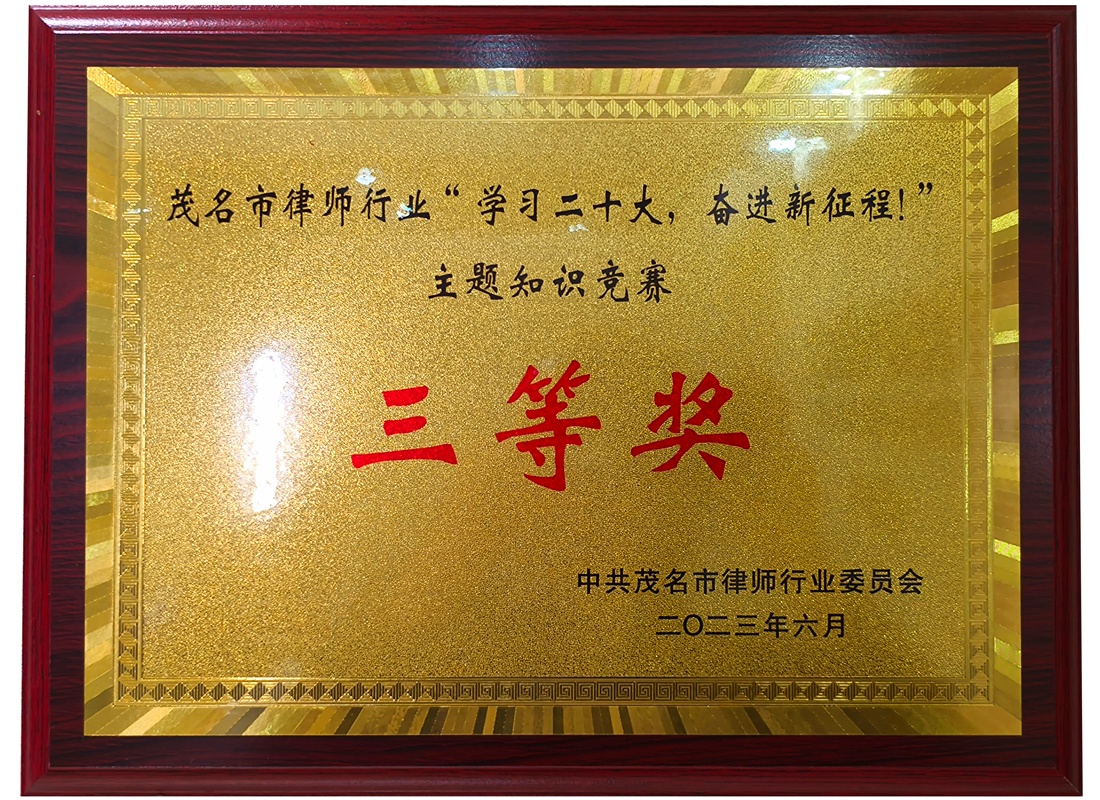 茂名市律师行业“学习二十大，奋进新征程！”
主题知识竞赛
三等奖
中共茂名市律师行业委员会
二〇二三年六月